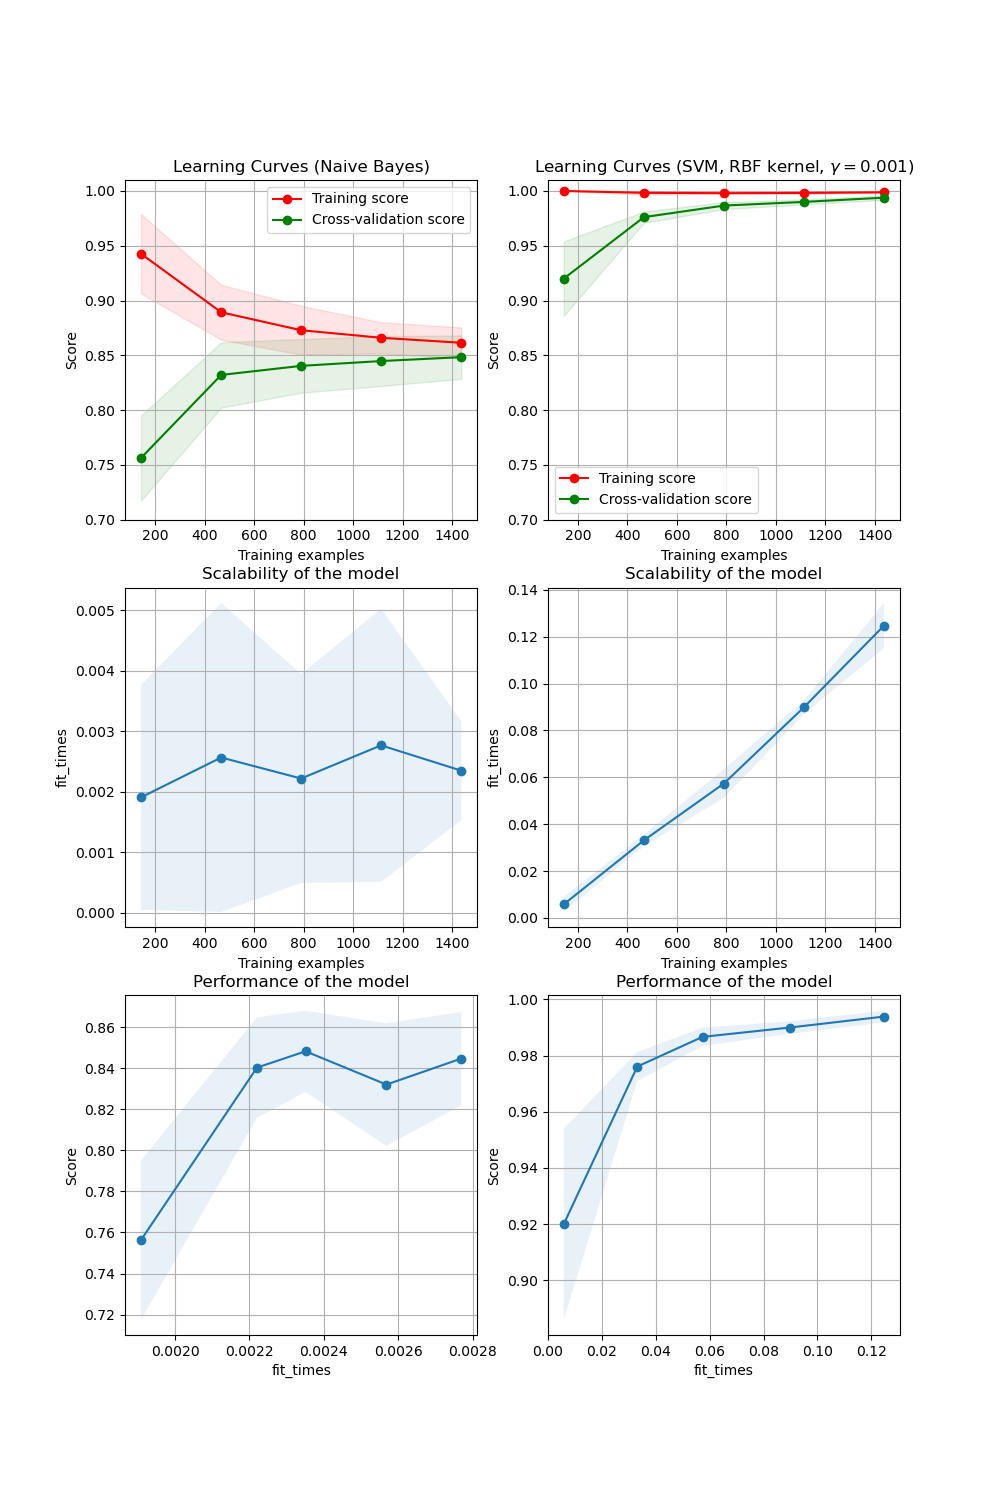 Learning Curves (Naive Bayes)
Score
1.00
0.95
0.90
0.85
0.80
0.75
0.70
Training score
Cross-validation score
200 400 600 800 1000 1200 1400
Training examples
Learning Curves (SVM, RBF kernel, γ = 0.001)
Score
1.00
0.95
0.90
0.85
0.80
0.75
0.70
Training score
Cross-validation score
200 400 600 800 1000 1200 1400
Training examples
Scalability of the model
fit_times
0.005
0.004
0.003
0.002
0.001
0.000
200 400 600 800 1000 1200 1400
Training examples
Scalability of the model
fit_times
0.14
0.12
0.10
0.08
0.06
0.04
0.02
0.00
200 400 600 800 1000 1200 1400
Training examples
Performance of the model
Score
0.86
0.84
0.82
0.80
0.78
0.76
0.74
0.72
0.0020 0.0022 0.0024 0.0026 0.0028
fit_times
Performance of the model
Score
1.00
0.98
0.96
0.94
0.92
0.90
0.00 0.02 0.04 0.06 0.08 0.10 0.12
fit_times